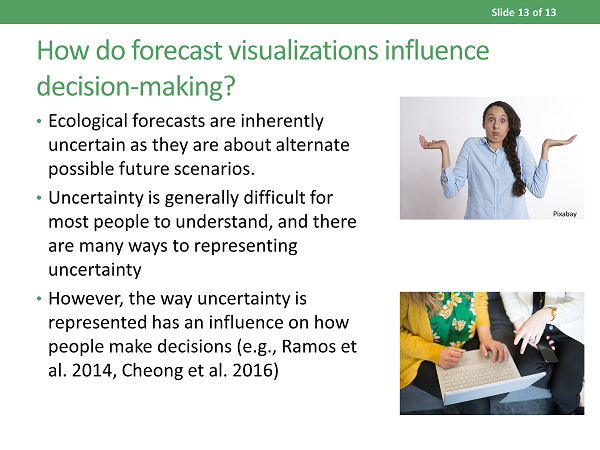 Slide 13 of 13
How do forecast visualizations influence
decision-making?
• Ecological forecasts are inherently
uncertain as they are about alternate
possible future scenarios.
• Uncertainty is generally difficult for
most people to understand, and there
are many ways to representing
uncertainty
• However, the way uncertainty is
represented has an influence on how
people make decisions (e.g., Ramos et
al. 2014, Cheong et al. 2016)
Pixabay